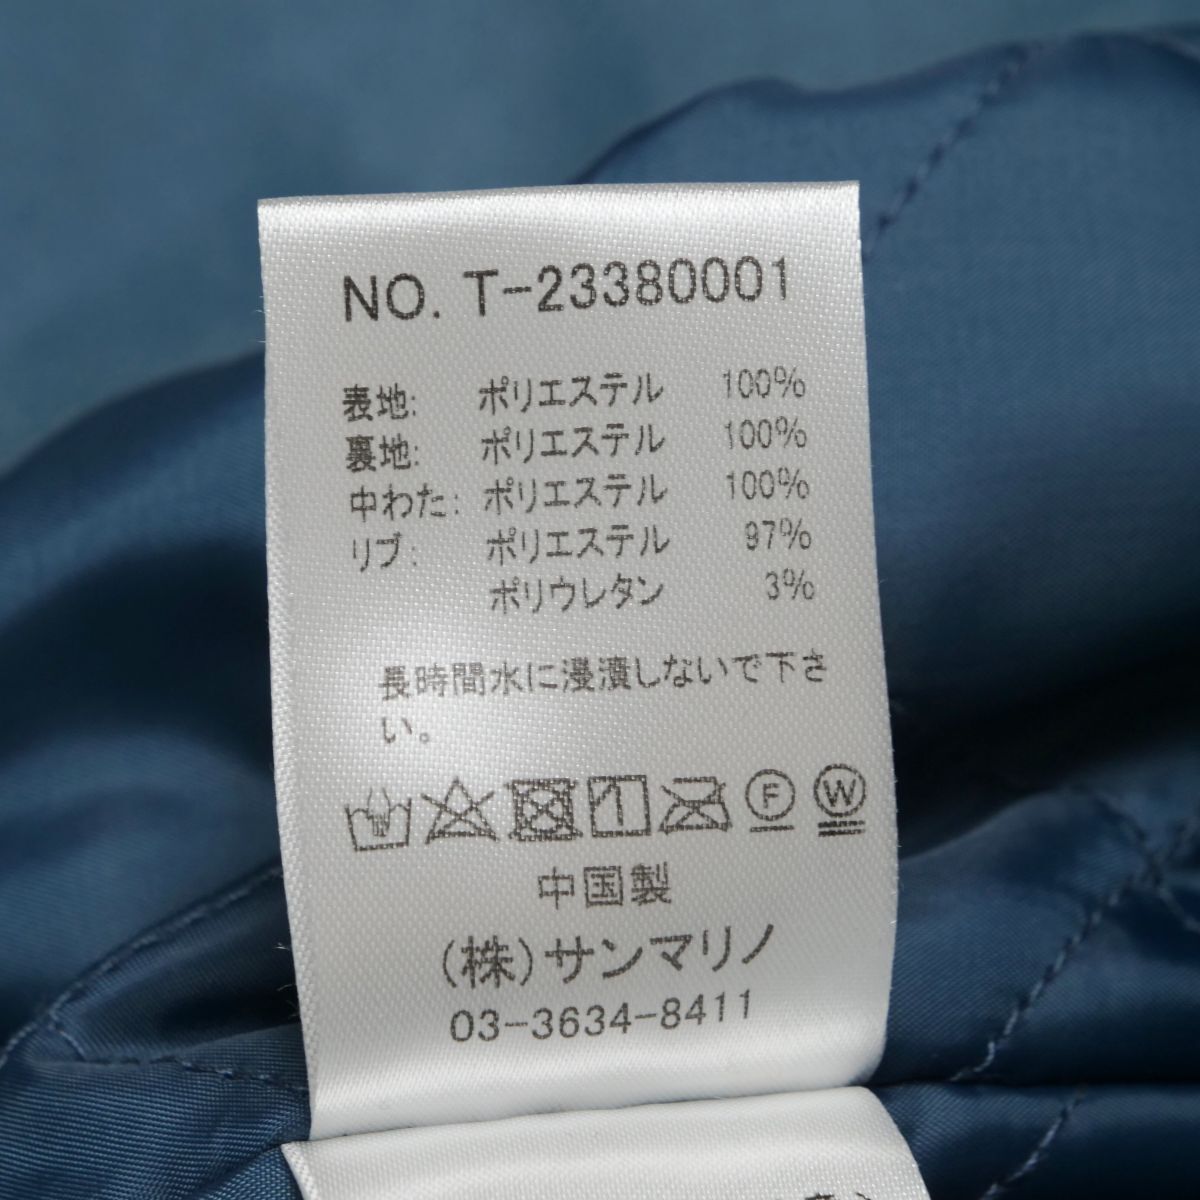 NO. T-23380001
表地: ポリエステル 100%
裏地: ポリエステル 100%
中わた: ポリエステル 100%
リブ: ポリエステル 97%
ポリウレタン 3%
長時間水に浸漬しないで下さ
い。
F W
中国製
(株)サンマリノ
03-3634-8411